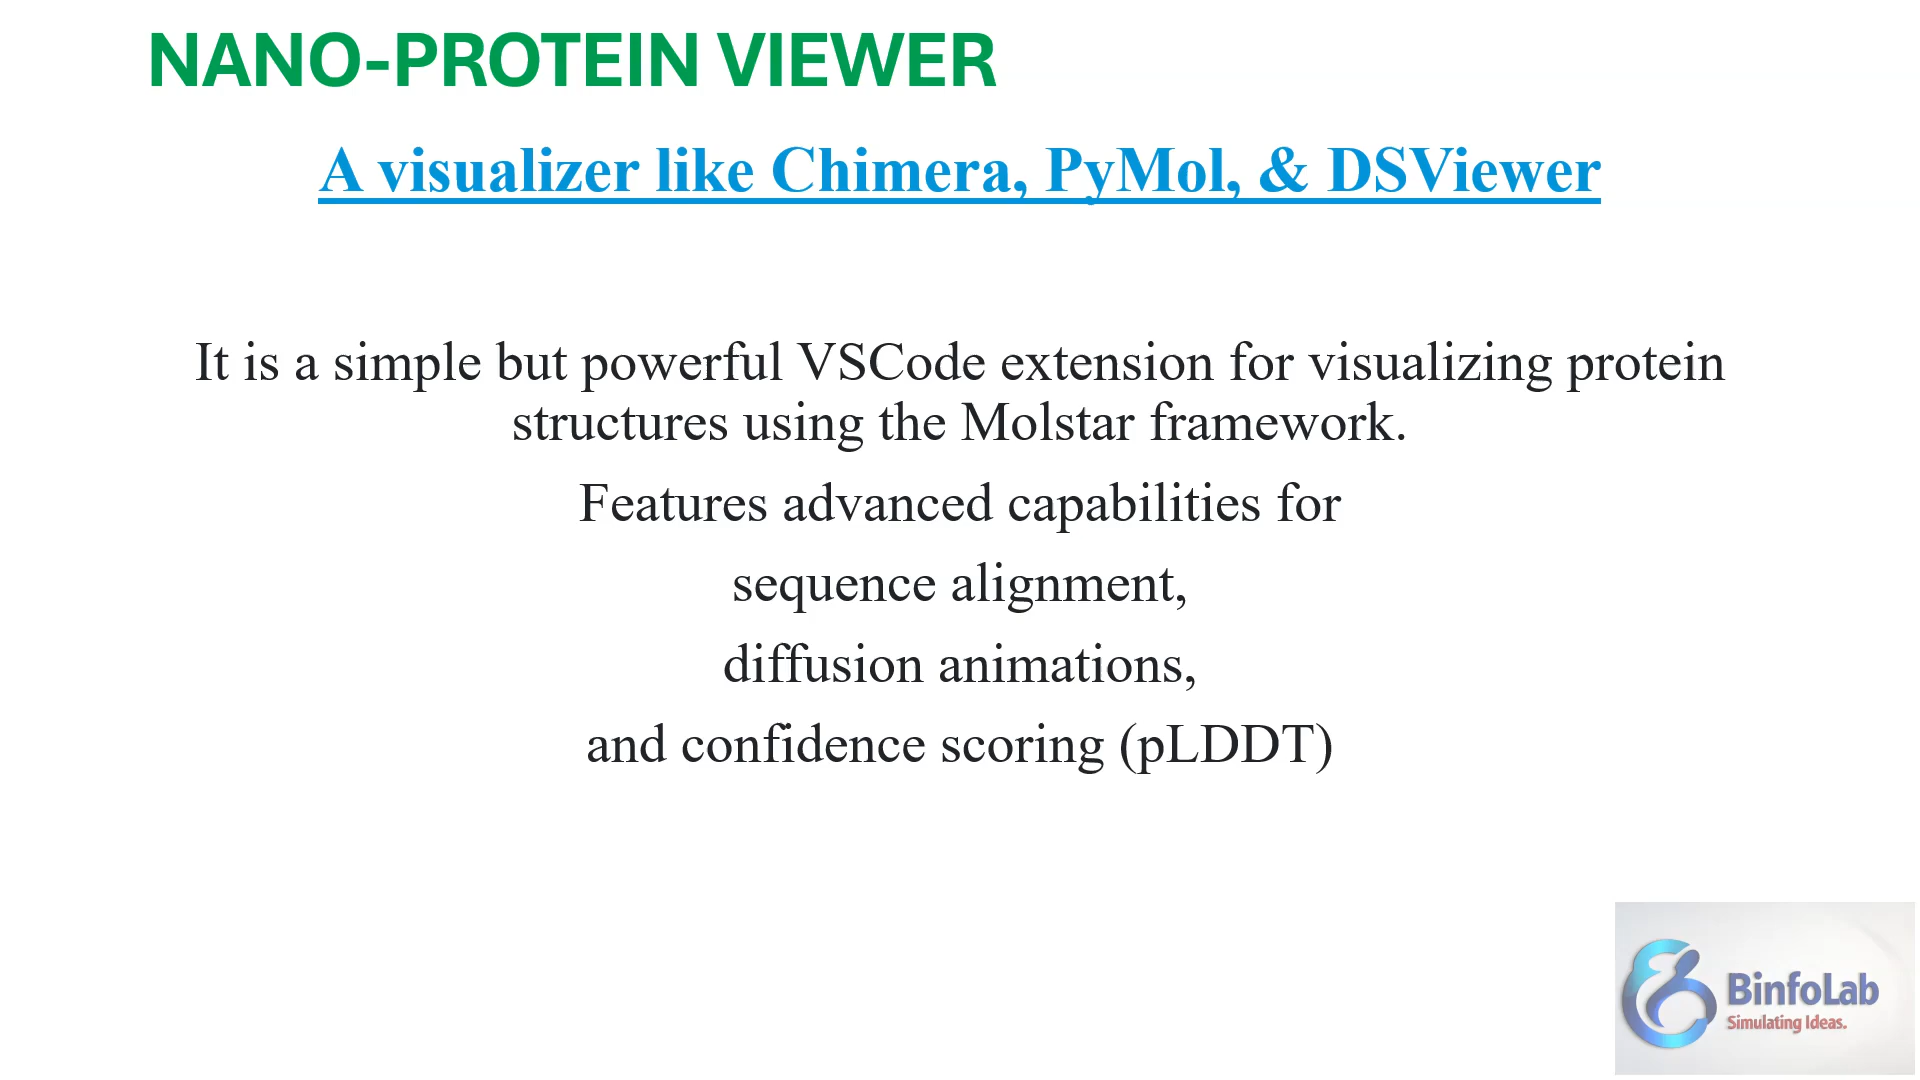 NANO-PROTEIN VIEWER
A visualizer like Chimera, PyMol, & DSViewer
It is a simple but powerful VSCode extension for visualizing protein
structures using the Molstar framework.
Features advanced capabilities for
sequence alignment,
diffusion animations,
and confidence scoring (pLDDT)
BinfoLab
Simulating Ideas.